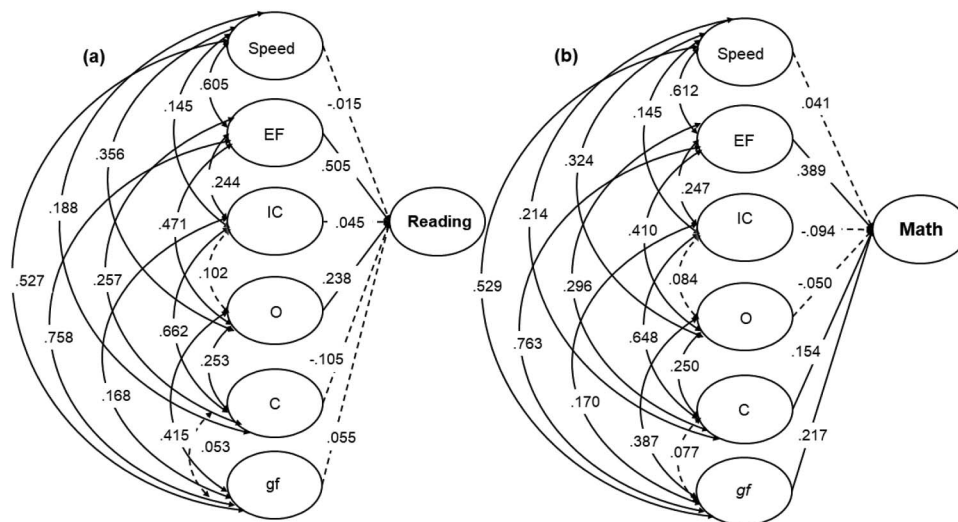 (a)
Speed
EF
IC
O
C
gf
Reading
.605
.145
.356
.188
.527
.244
.471
.257
.758
.102
.662
.168
.253
.415
.053
-.015
.505
.045
.238
-.105
.055
(b)
Speed
EF
IC
O
C
gf
Math
.612
.145
.324
.214
.529
.247
.410
.296
.763
.084
.648
.170
.250
.387
.077
.041
.389
-.094
-.050
.154
.217